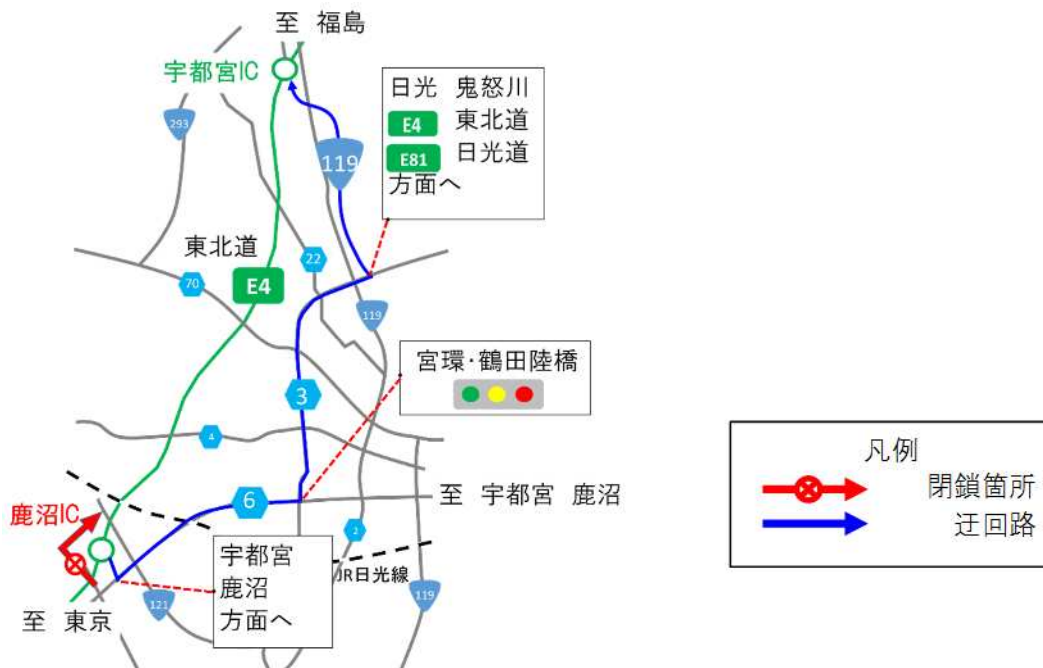 至 福島
宇都宮IC
日光 鬼怒川
E4 東北道
E81 日光道
方面へ
293
119
東北道
E4
22
70
119
宮環・鶴田陸橋
3
4
6
至 宇都宮 鹿沼
鹿沼IC
2
宇都宮
鹿沼
方面へ
JR日光線
121
119
至 東京
凡例
閉鎖箇所
迂回路